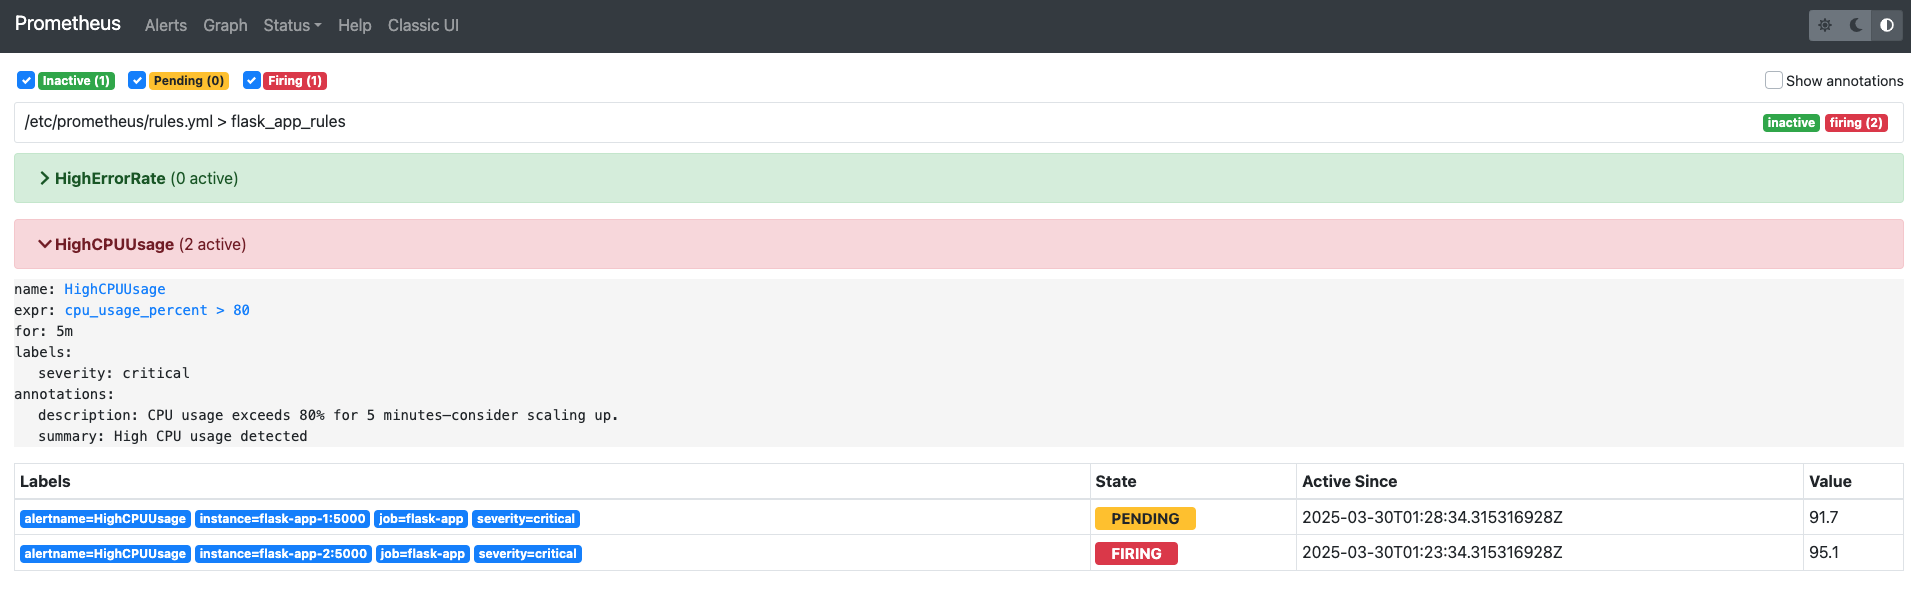 Prometheus Alerts Graph Status Help Classic UI
Inactive (1) Pending (0) Firing (1) Show annotations
/etc/prometheus/rules.yml > flask_app_rules inactive firing (2)
HighErrorRate (0 active)
HighCPUUsage (2 active)
name: HighCPUUsage
expr: cpu_usage_percent > 80
for: 5m
labels:
severity: critical
annotations:
description: CPU usage exceeds 80% for 5 minutes—consider scaling up.
summary: High CPU usage detected
Labels State Active Since Value
alertname=HighCPUUsage instance=flask-app-1:5000 job=flask-app severity=critical PENDING 2025-03-30T01:28:34.315316928Z 91.7
alertname=HighCPUUsage instance=flask-app-2:5000 job=flask-app severity=critical FIRING 2025-03-30T01:23:34.315316928Z 95.1